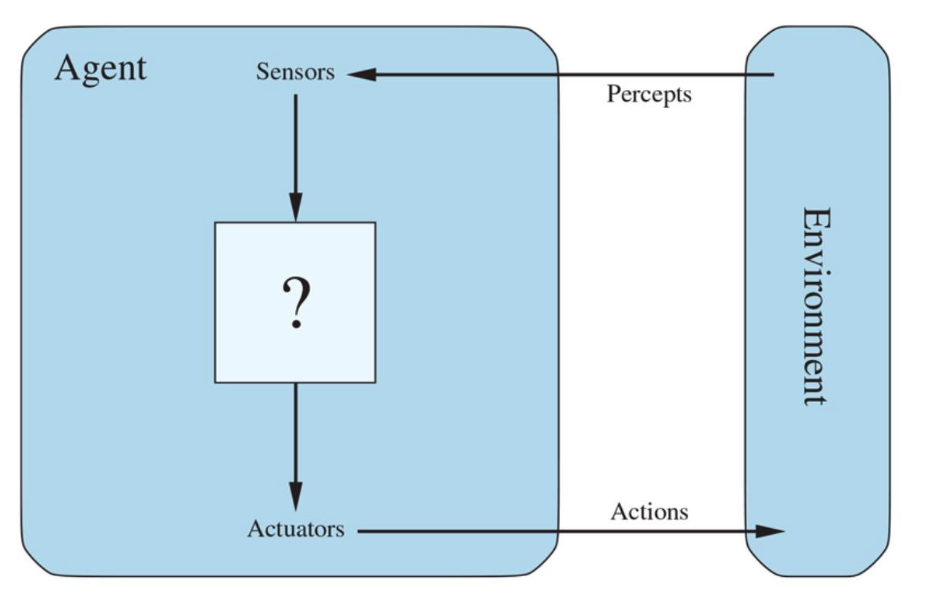 Agent
Sensors
Percepts
?
Environment
Actuators
Actions